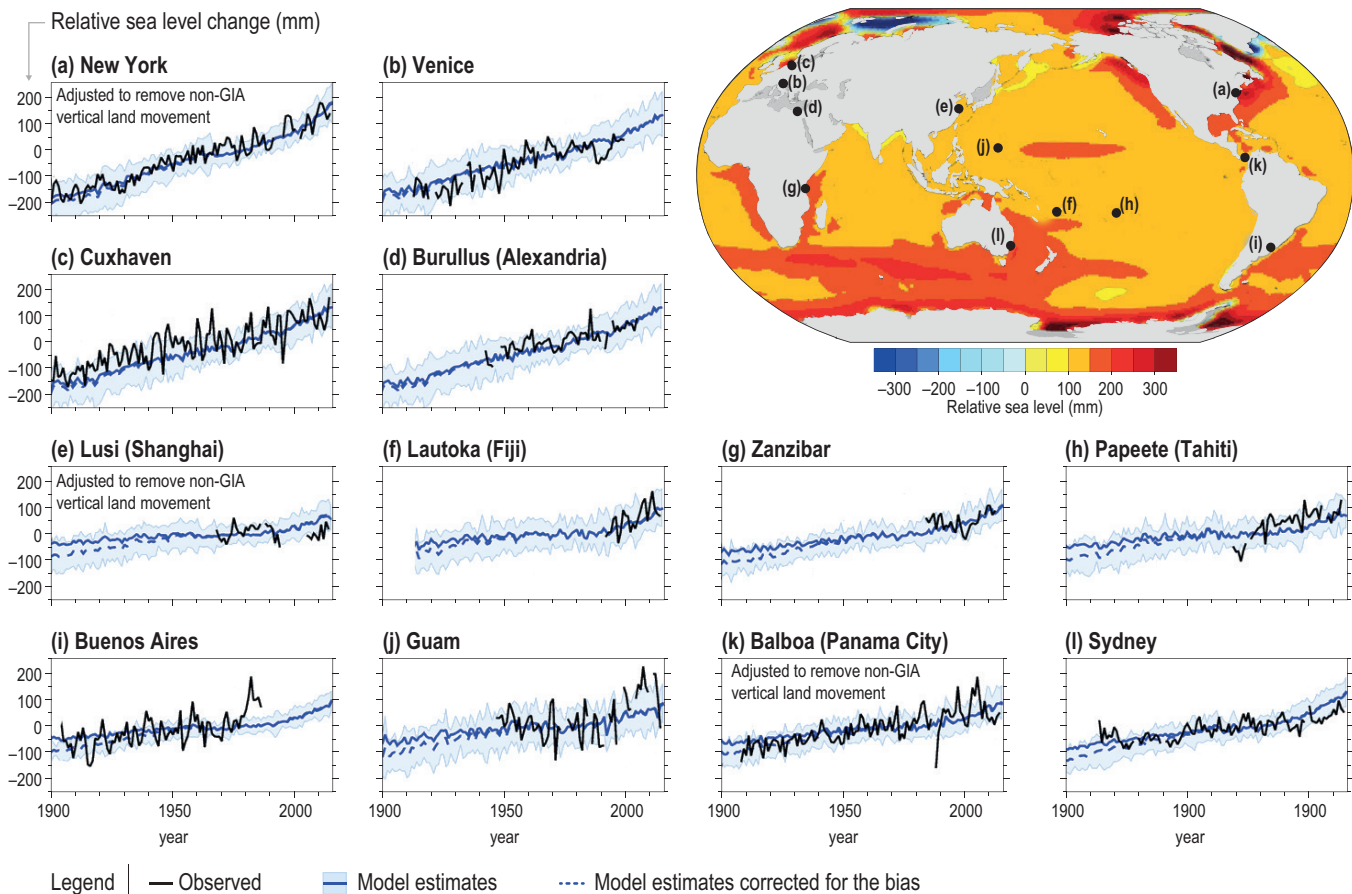 Relative sea level change (mm)
(a) New York
Adjusted to remove non-GIA
vertical land movement
200
100
0
–100
–200
(b) Venice
(c) Cuxhaven
200
100
0
–100
–200
(d) Burullus (Alexandria)
(c)
(b)
(d)
(e)
(a)
(j)
(k)
(g)
(f)
(h)
(l)
(i)
–300 –200 –100 0 100 200 300
Relative sea level (mm)
(e) Lusi (Shanghai)
Adjusted to remove non-GIA
vertical land movement
200
100
0
–100
–200
(f) Lautoka (Fiji)
(g) Zanzibar
(h) Papeete (Tahiti)
(i) Buenos Aires
200
100
0
–100
–200
1900 1950 2000
year
(j) Guam
1900 1950 2000
year
(k) Balboa (Panama City)
Adjusted to remove non-GIA
vertical land movement
1900 1950 2000
year
(l) Sydney
1900 1900 1900
year
Legend Observed Model estimates Model estimates corrected for the bias